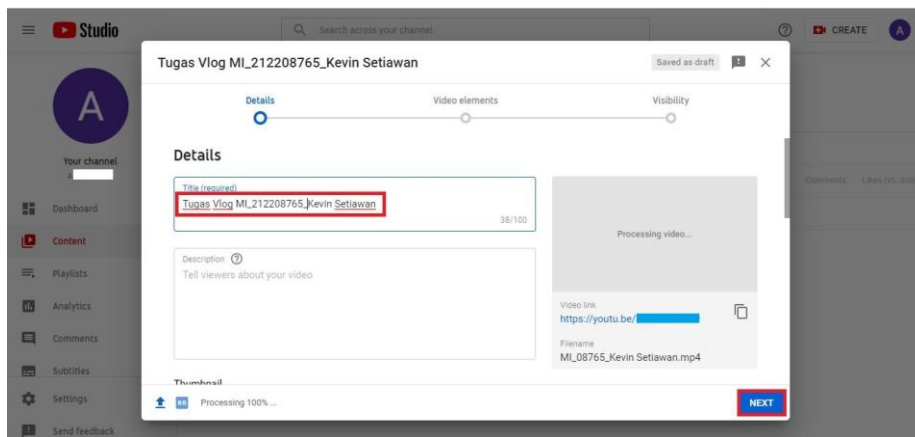 Studio
Search across your channel
CREATE
A
Tugas Vlog MI_212208765_Kevin Setiawan
Saved as draft
Details
Video elements
Visibility
A
Your channel
Details
Title (required)
Tugas Vlog MI_212208765_Kevin Setiawan
38/100
Description
Tell viewers about your video
Processing video...
Video link
https://youtu.be/
Filename
MI_08765_Kevin Setiawan.mp4
Thumbnail
Processing 100% ...
NEXT
Dashboard
Content
Playlists
Analytics
Comments
Subtitles
Settings
Send feedback
Comments